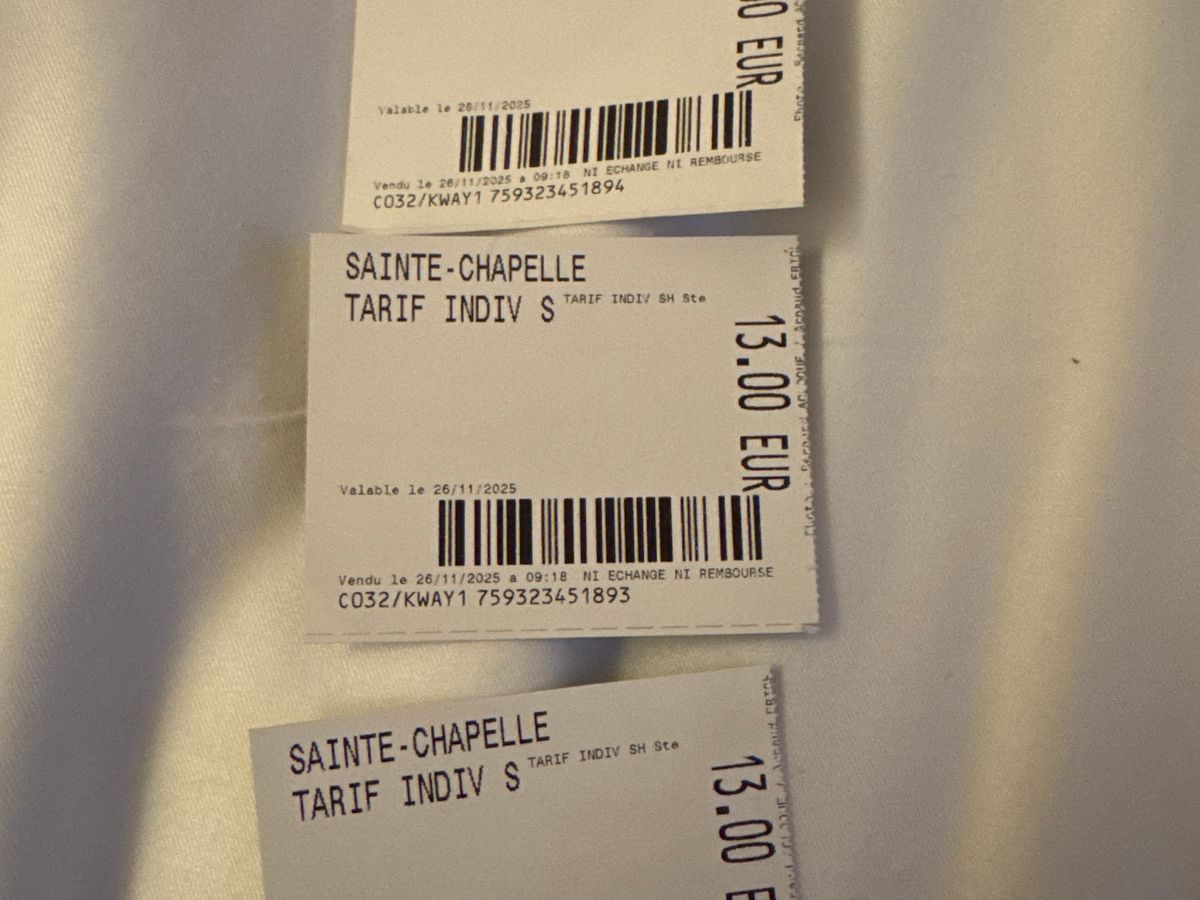 00 EUR
Valable le 26/11/2025
Vendu le 26/11/2025 a 09:18 NI ECHANGE NI REMBOURSE
CO32/KWAY1 759323451894
SAINTE-CHAPELLE
TARIF INDIV S TARIF INDIV SH Ste
13.00 EUR
Valable le 26/11/2025
Vendu le 26/11/2025 a 09:18 NI ECHANGE NI REMBOURSE
CO32/KWAY1 759323451893
SAINTE-CHAPELLE
TARIF INDIV S TARIF INDIV SH Ste
13.00 E